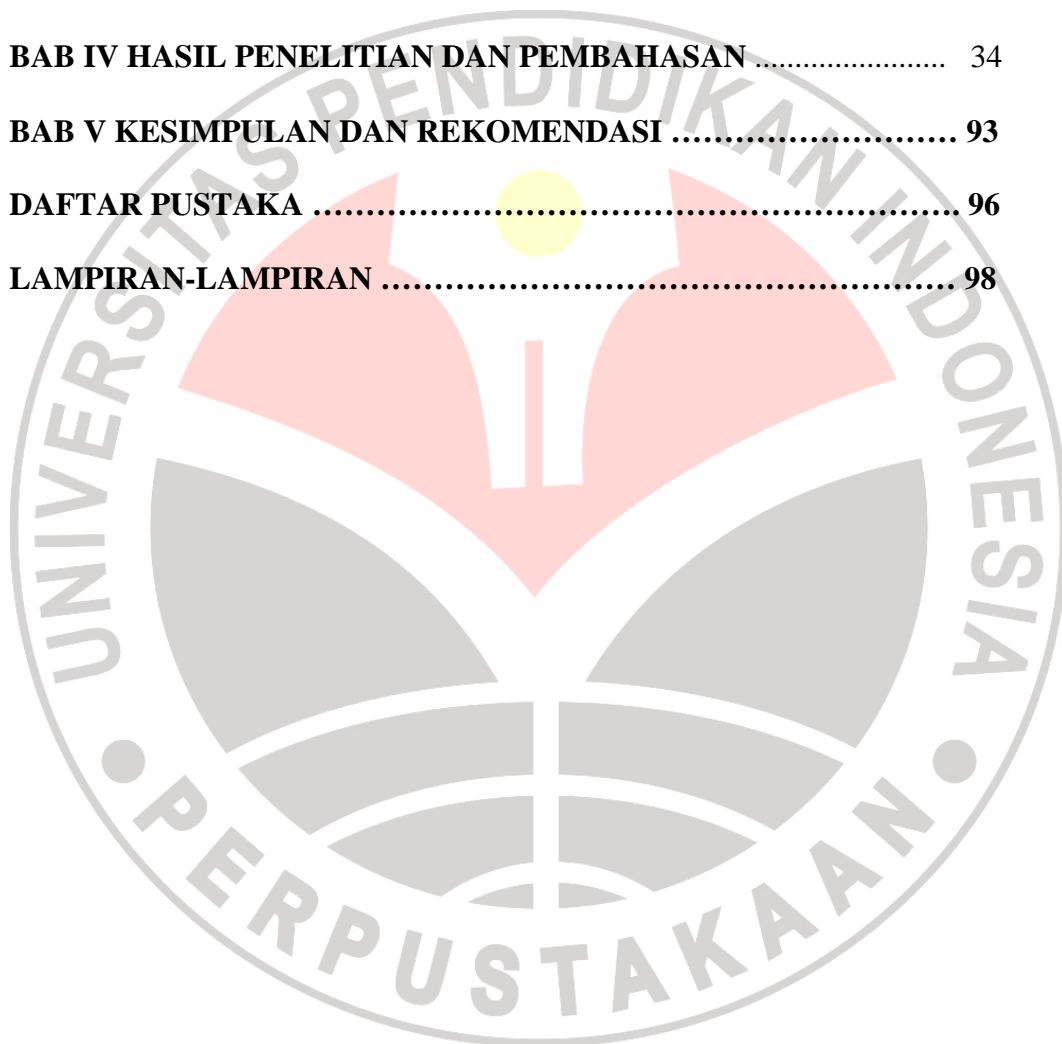 BAB IV HASIL PENELITIAN DAN PEMBAHASAN ........................ 34
BAB V KESIMPULAN DAN REKOMENDASI ……………………… 93
DAFTAR PUSTAKA ………………………………………………………. 96
LAMPIRAN-LAMPIRAN ………………………………………………… 98
UNIVERSITAS PENDIDIKAN INDONESIA
PERPUSTAKAAN